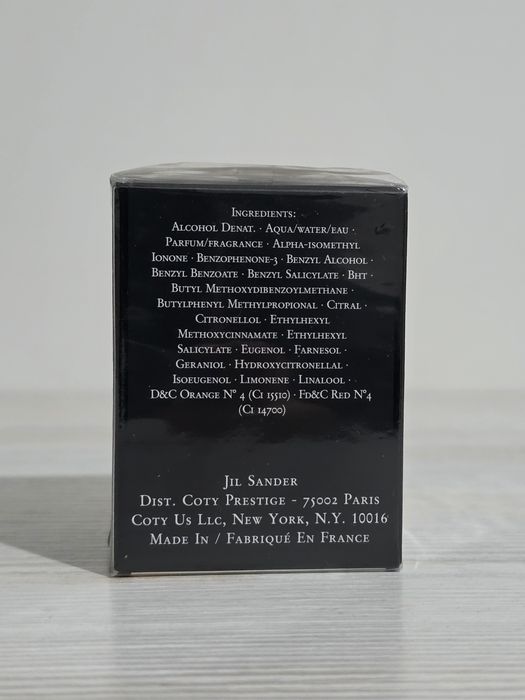 Ingredients:
Alcohol Denat. · Aqua/water/eau ·
Parfum/fragrance · Alpha-isomethyl
Ionone · Benzophenone-3 · Benzyl Alcohol ·
Benzyl Benzoate · Benzyl Salicylate · Bht ·
Butyl Methoxydibenzoylmethane ·
Butylphenyl Methylpropional · Citral ·
Citronellol · Ethylhexyl
Methoxycinnamate · Ethylhexyl
Salicylate · Eugenol · Farnesol ·
Geraniol · Hydroxycitronellal ·
Isoeugenol · Limonene · Linalool ·
D&C Orange N° 4 (Ci 15510) · Fd&C Red N°4
(Ci 14700)
Jil Sander
Dist. Coty Prestige - 75002 Paris
Coty Us Llc, New York, N.Y. 10016
Made In / Fabriqué En France